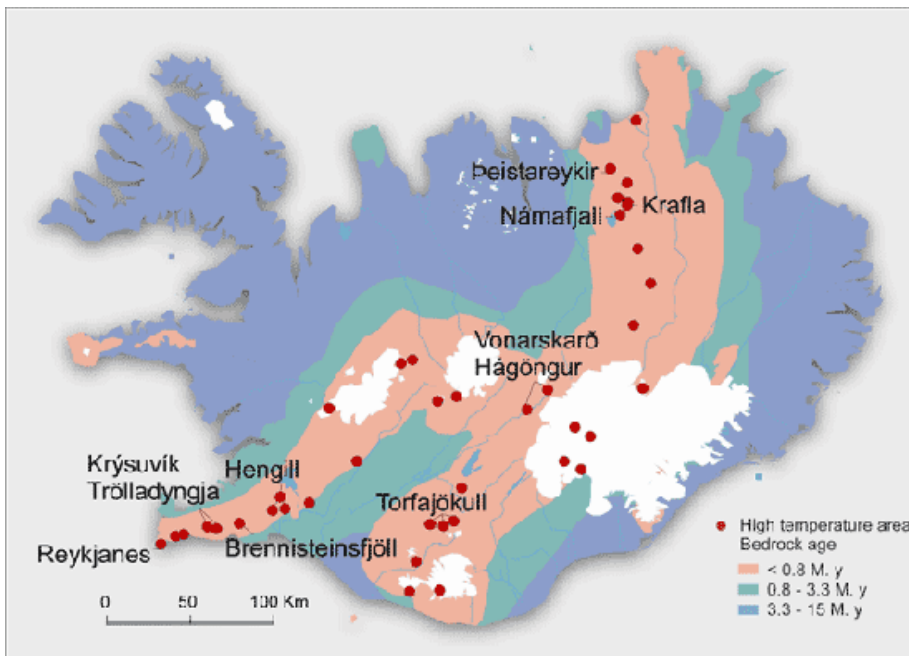 Þeistareykir
Námafjall
Krafla
Vonarskarð
Hágöngur
Krýsuvík
Trölladyngja
Hengill
Torfajökull
Reykjanes
Brennisteinsfjöll
High temperature area
Bedrock age
< 0.8 M. y
0.8 - 3.3 M. y
3.3 - 15 M. y
0 50 100 Km